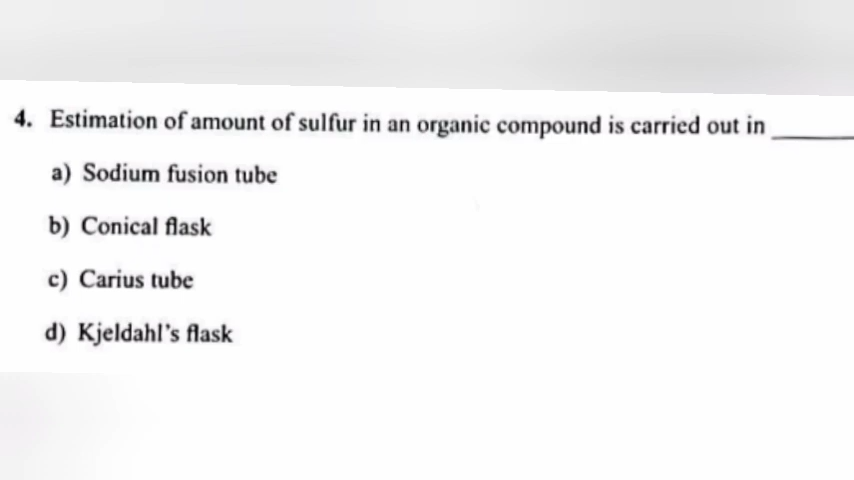 4. Estimation of amount of sulfur in an organic compound is carried out in ______
a) Sodium fusion tube
b) Conical flask
c) Carius tube
d) Kjeldahl's flask